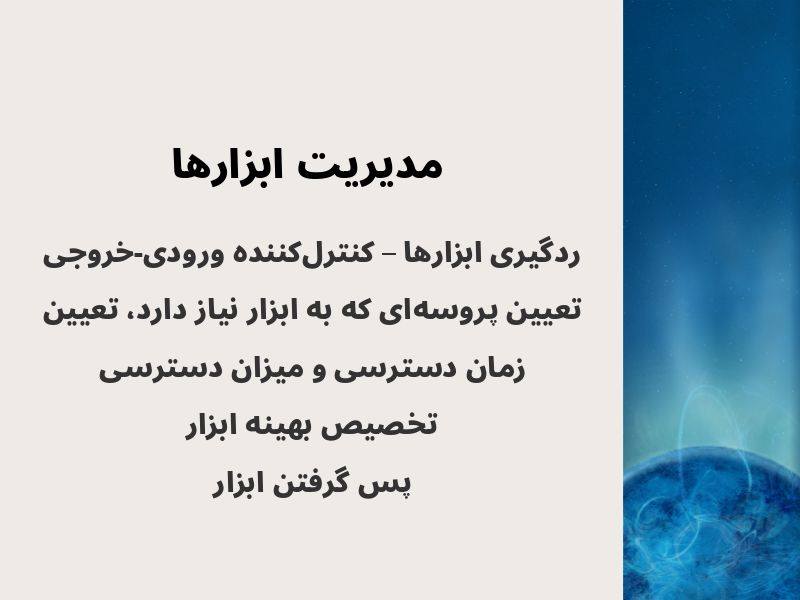 مدیریت ابزارها
ردگیری ابزارها – کنترل‌کننده ورودی-خروجی
تعیین پروسه‌ای که به ابزار نیاز دارد، تعیین
زمان دسترسی و میزان دسترسی
تخصیص بهینه ابزار
پس گرفتن ابزار